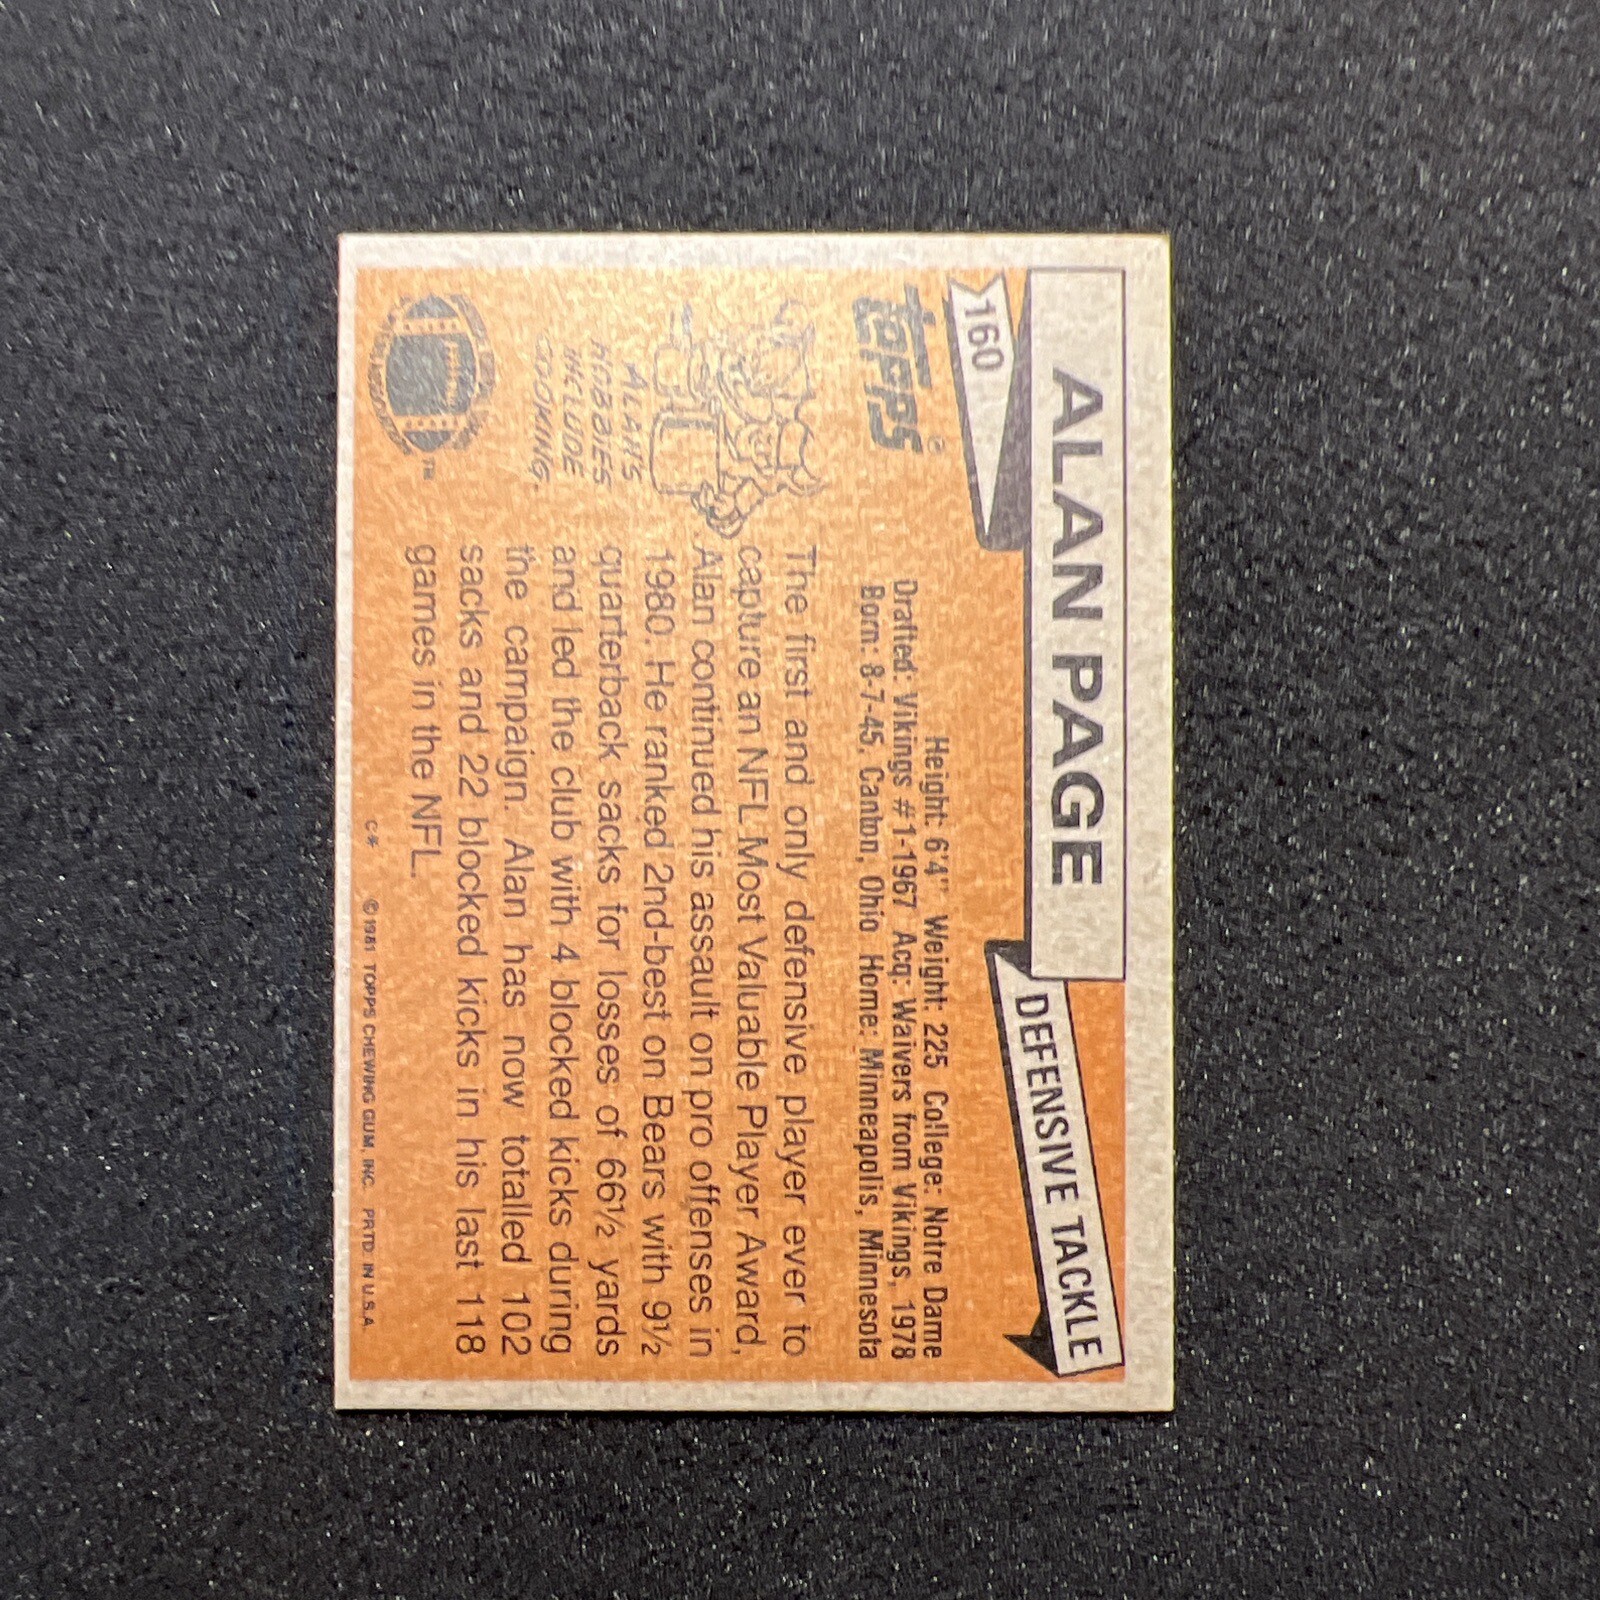 160
ALAN PAGE
DEFENSIVE TACKLE
topps®
Height: 6'4" Weight: 225 College: Notre Dame
Drafted: Vikings #1-1967 Acq: Waivers from Vikings, 1978
Born: 8-7-45, Canton, Ohio Home: Minneapolis, Minnesota
ALAN'S
HOBBIES
INCLUDE
COOKING.
The first and only defensive player ever to
capture an NFL Most Valuable Player Award,
Alan continued his assault on pro offenses in
1980. He ranked 2nd-best on Bears with 9½
quarterback sacks for losses of 66½ yards
and led the club with 4 blocked kicks during
the campaign. Alan has now totalled 102
sacks and 22 blocked kicks in his last 118
games in the NFL.
TM
C* ©1981 TOPPS CHEWING GUM, INC. PRTD. IN U.S.A.